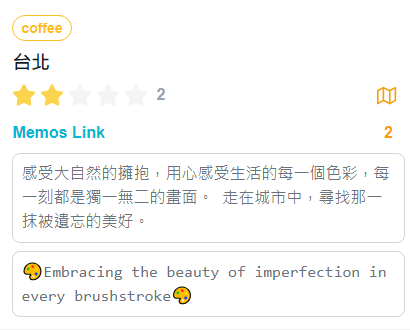 coffee
台北
2
Memos Link 2
感受大自然的擁抱，用心感受生活的每一個色彩，每
一刻都是獨一無二的畫面。 走在城市中，尋找那一
抹被遺忘的美好。
🎨Embracing the beauty of imperfection in
every brushstroke🎨